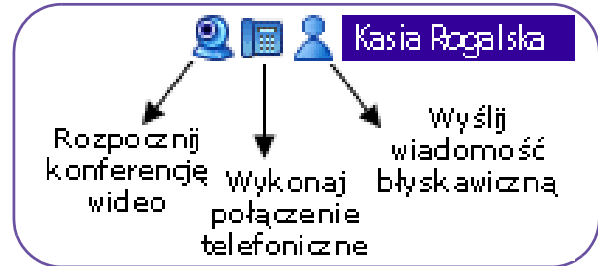 Kasia Rogalska
Rozpocznij
konferencję
wideo
Wykonaj
połączenie
telefoniczne
Wyślij
wiadomość
błyskawiczną